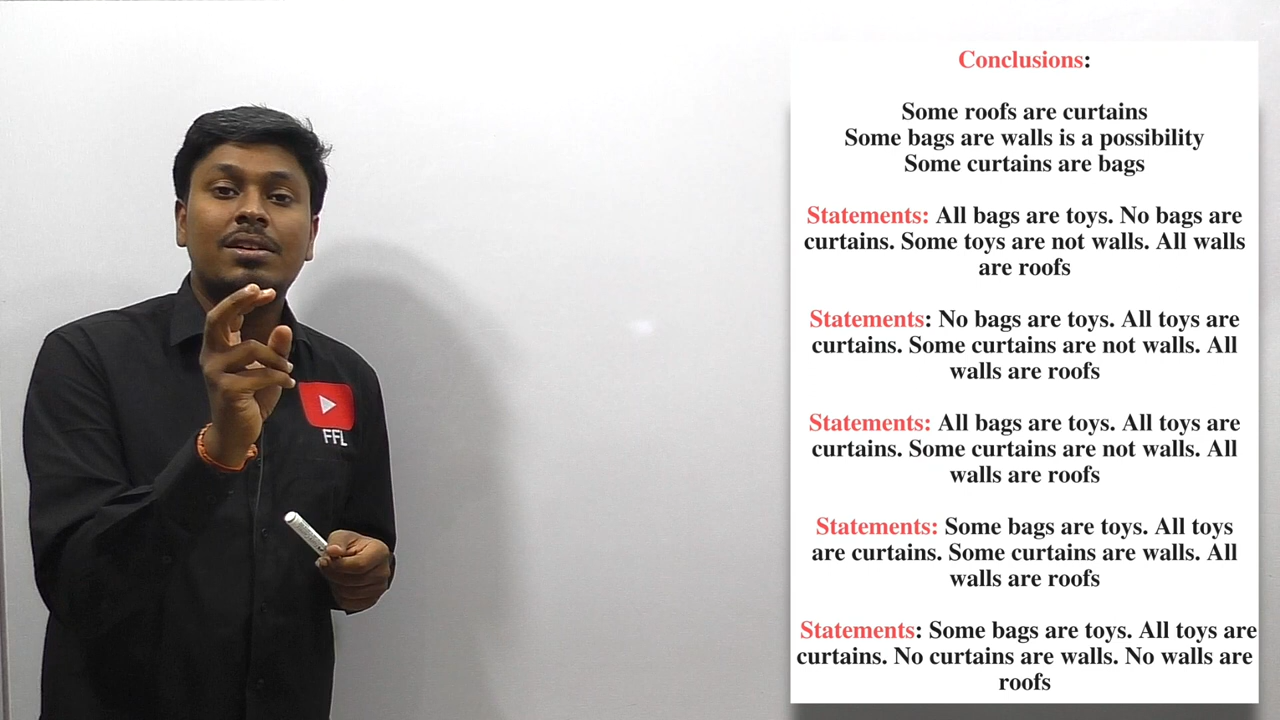 Conclusions:
Some roofs are curtains
Some bags are walls is a possibility
Some curtains are bags
Statements: All bags are toys. No bags are
curtains. Some toys are not walls. All walls
are roofs
Statements: No bags are toys. All toys are
curtains. Some curtains are not walls. All
walls are roofs
Statements: All bags are toys. All toys are
curtains. Some curtains are not walls. All
walls are roofs
Statements: Some bags are toys. All toys
are curtains. Some curtains are walls. All
walls are roofs
Statements: Some bags are toys. All toys are
curtains. No curtains are walls. No walls are
roofs
FFL